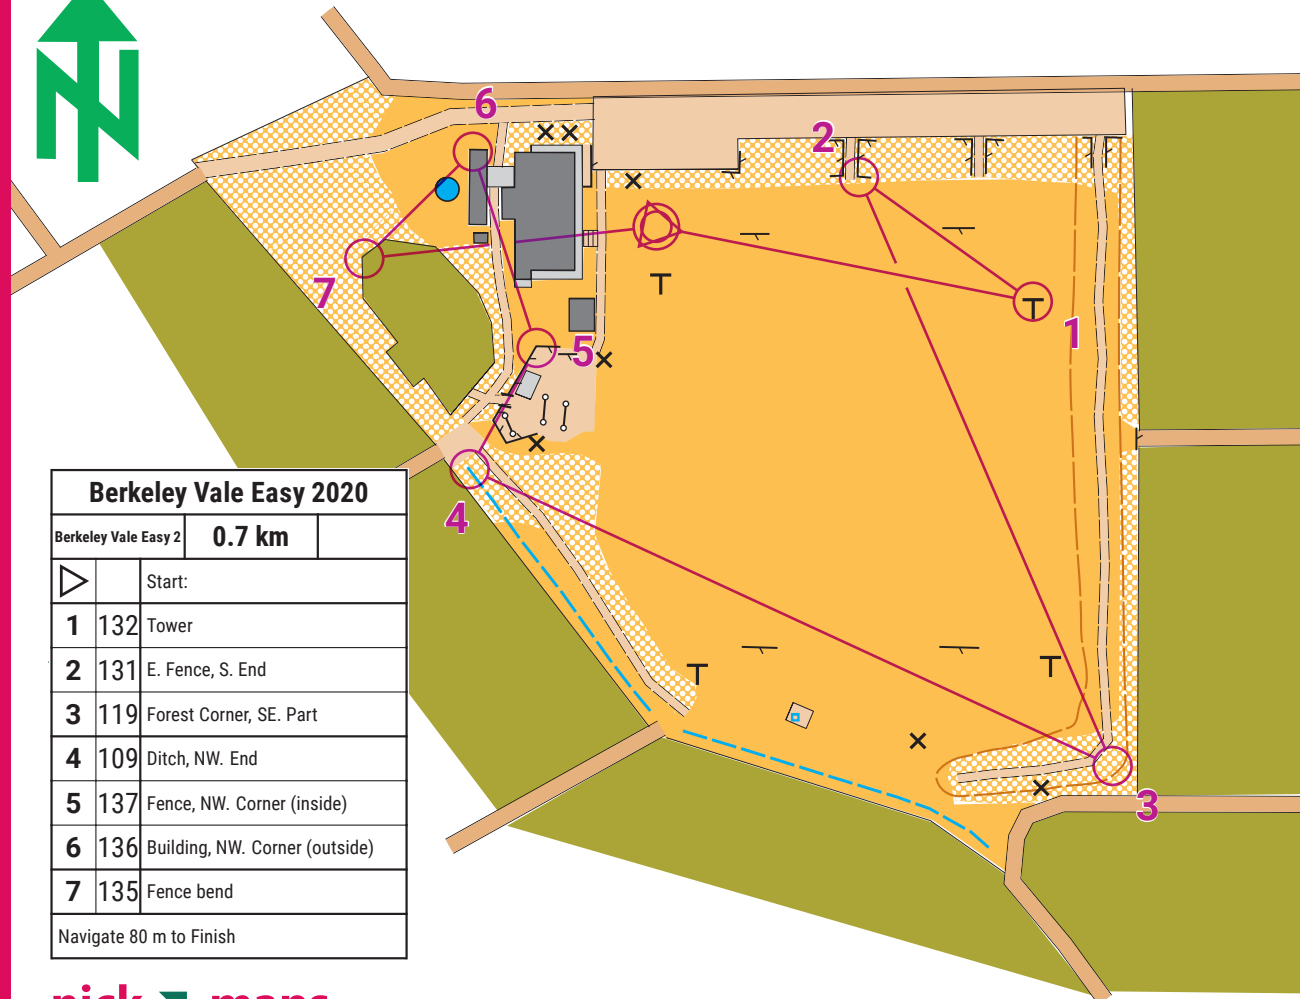 N
6
2
7
5
1
4
3
Berkeley Vale Easy 2020
Berkeley Vale Easy 2 0.7 km
Start:
1 132 Tower
2 131 E. Fence, S. End
3 119 Forest Corner, SE. Part
4 109 Ditch, NW. End
5 137 Fence, NW. Corner (inside)
6 136 Building, NW. Corner (outside)
7 135 Fence bend
Navigate 80 m to Finish